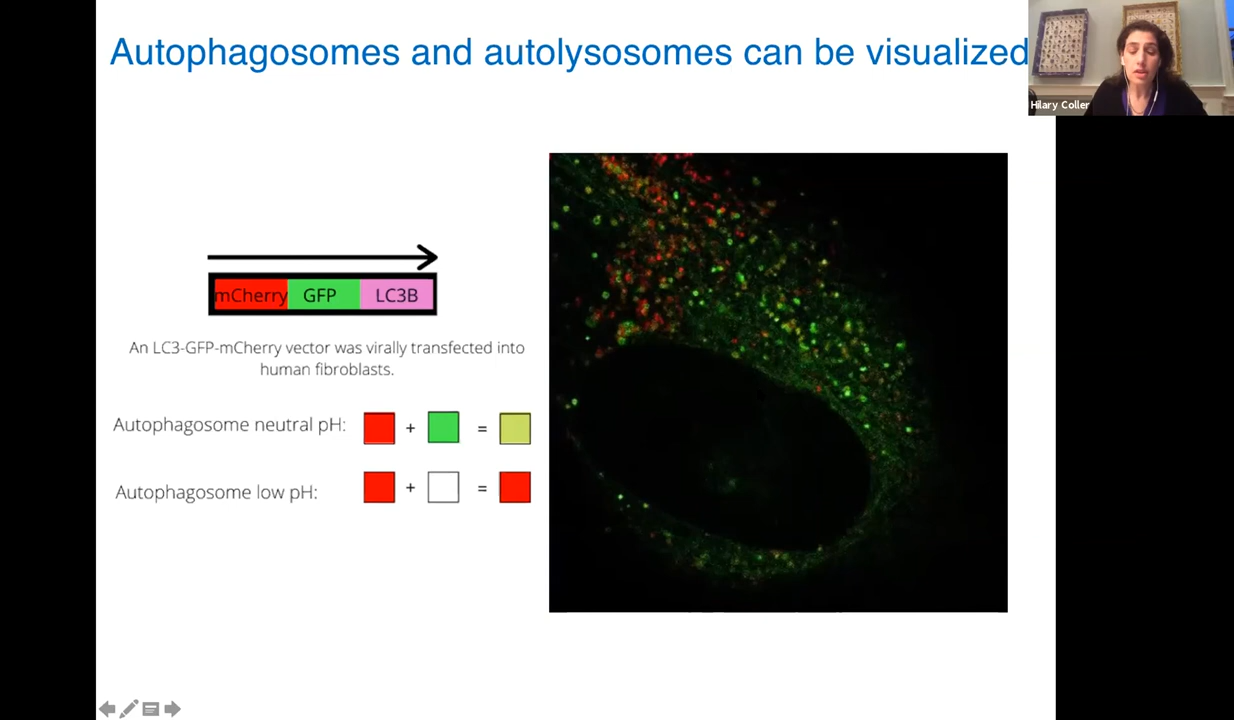 Autophagosomes and autolysosomes can be visualized
Hilary Coller
mCherry GFP LC3B
An LC3-GFP-mCherry vector was virally transfected into
human fibroblasts.
Autophagosome neutral pH: + =
Autophagosome low pH: + =